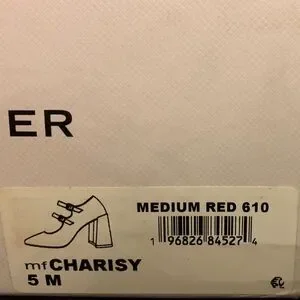 ER
MEDIUM RED 610
1 96826 84527 4
mfCHARISY
5 M